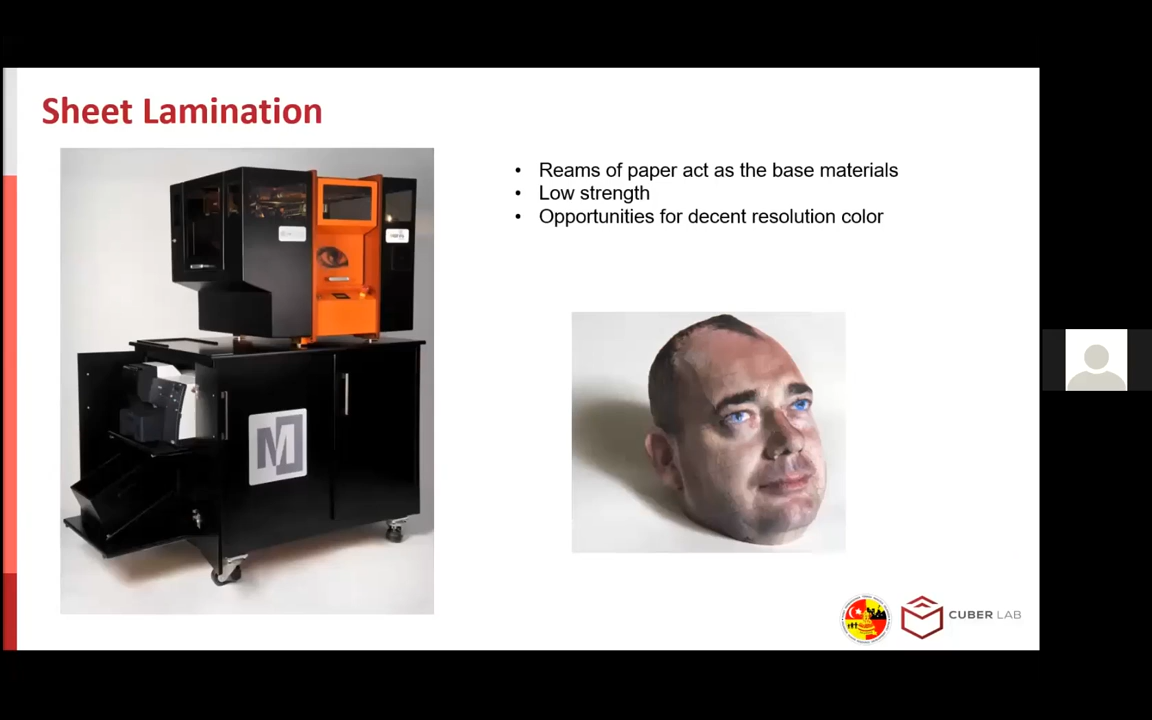 Sheet Lamination
• Reams of paper act as the base materials
• Low strength
• Opportunities for decent resolution color
M
CUBER LAB